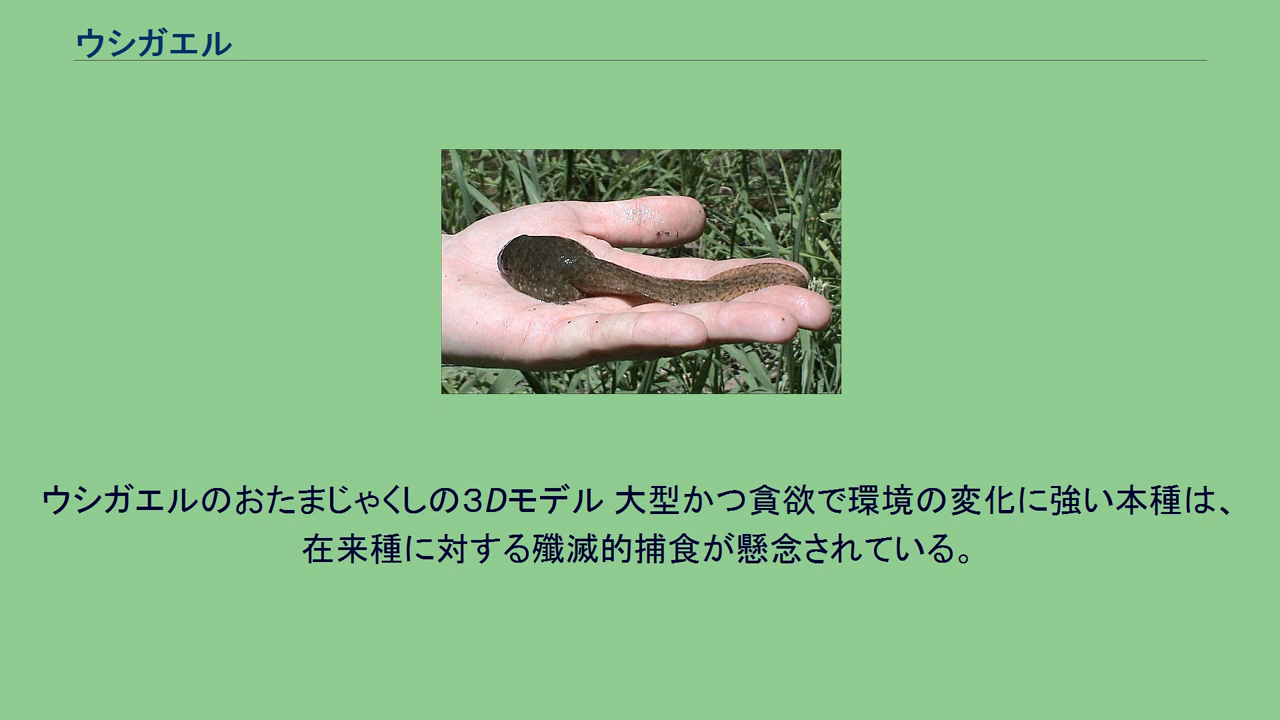 ウシガエル
ウシガエルのおたまじゃくしの３Dモデル 大型かつ貪欲で環境の変化に強い本種は、
在来種に対する殲滅的捕食が懸念されている。